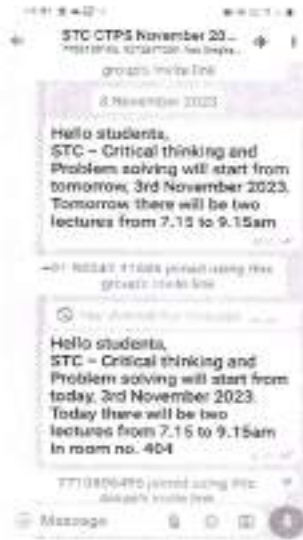 STC CTPS November 20...
group's invite link
November 2023
Hello students,
STC – Critical thinking and
Problem solving will start from
tomorrow, 3rd November 2023.
Tomorrow there will be two
lectures from 7.15 to 9.15am
joined using this
group's invite link
Hello students,
STC – Critical thinking and
Problem solving will start from
today, 3rd November 2023.
Today there will be two
lectures from 7.15 to 9.15am
In room no. 404
joined using this
group's invite link
Message